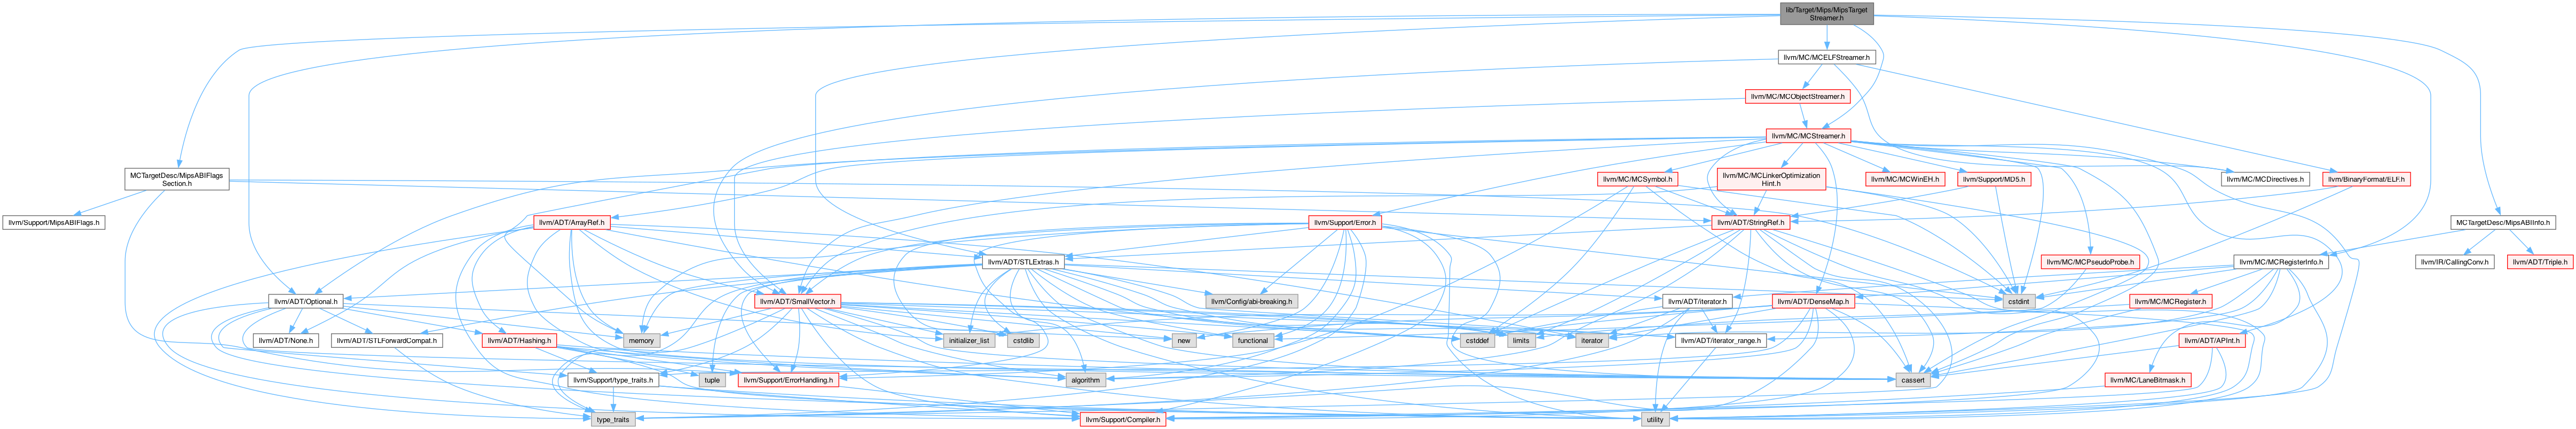 lib/Target/Mips/MipsTarget
Streamer.h
llvm/MC/MCELFStreamer.h
llvm/MC/MCObjectStreamer.h
llvm/MC/MCStreamer.h
MCTargetDesc/MipsABIFlags
Section.h
llvm/MC/MCSymbol.h
llvm/MC/MCLinkerOptimization
Hint.h
llvm/MC/MCWinEH.h
llvm/Support/MD5.h
llvm/MC/MCDirectives.h
llvm/BinaryFormat/ELF.h
llvm/Support/MipsABIFlags.h
llvm/ADT/ArrayRef.h
llvm/Support/Error.h
llvm/ADT/StringRef.h
MCTargetDesc/MipsABIInfo.h
llvm/ADT/STLExtras.h
llvm/MC/MCPseudoProbe.h
llvm/MC/MCRegisterInfo.h
llvm/IR/CallingConv.h
llvm/ADT/Triple.h
llvm/ADT/Optional.h
llvm/ADT/SmallVector.h
llvm/Config/abi-breaking.h
llvm/ADT/iterator.h
llvm/ADT/DenseMap.h
cstdint
llvm/MC/MCRegister.h
llvm/ADT/None.h
llvm/ADT/STLForwardCompat.h
llvm/ADT/Hashing.h
memory
initializer_list
cstdlib
new
functional
cstddef
limits
iterator
llvm/ADT/iterator_range.h
llvm/ADT/APInt.h
llvm/Support/type_traits.h
tuple
llvm/Support/ErrorHandling.h
algorithm
cassert
llvm/MC/LaneBitmask.h
type_traits
llvm/Support/Compiler.h
utility